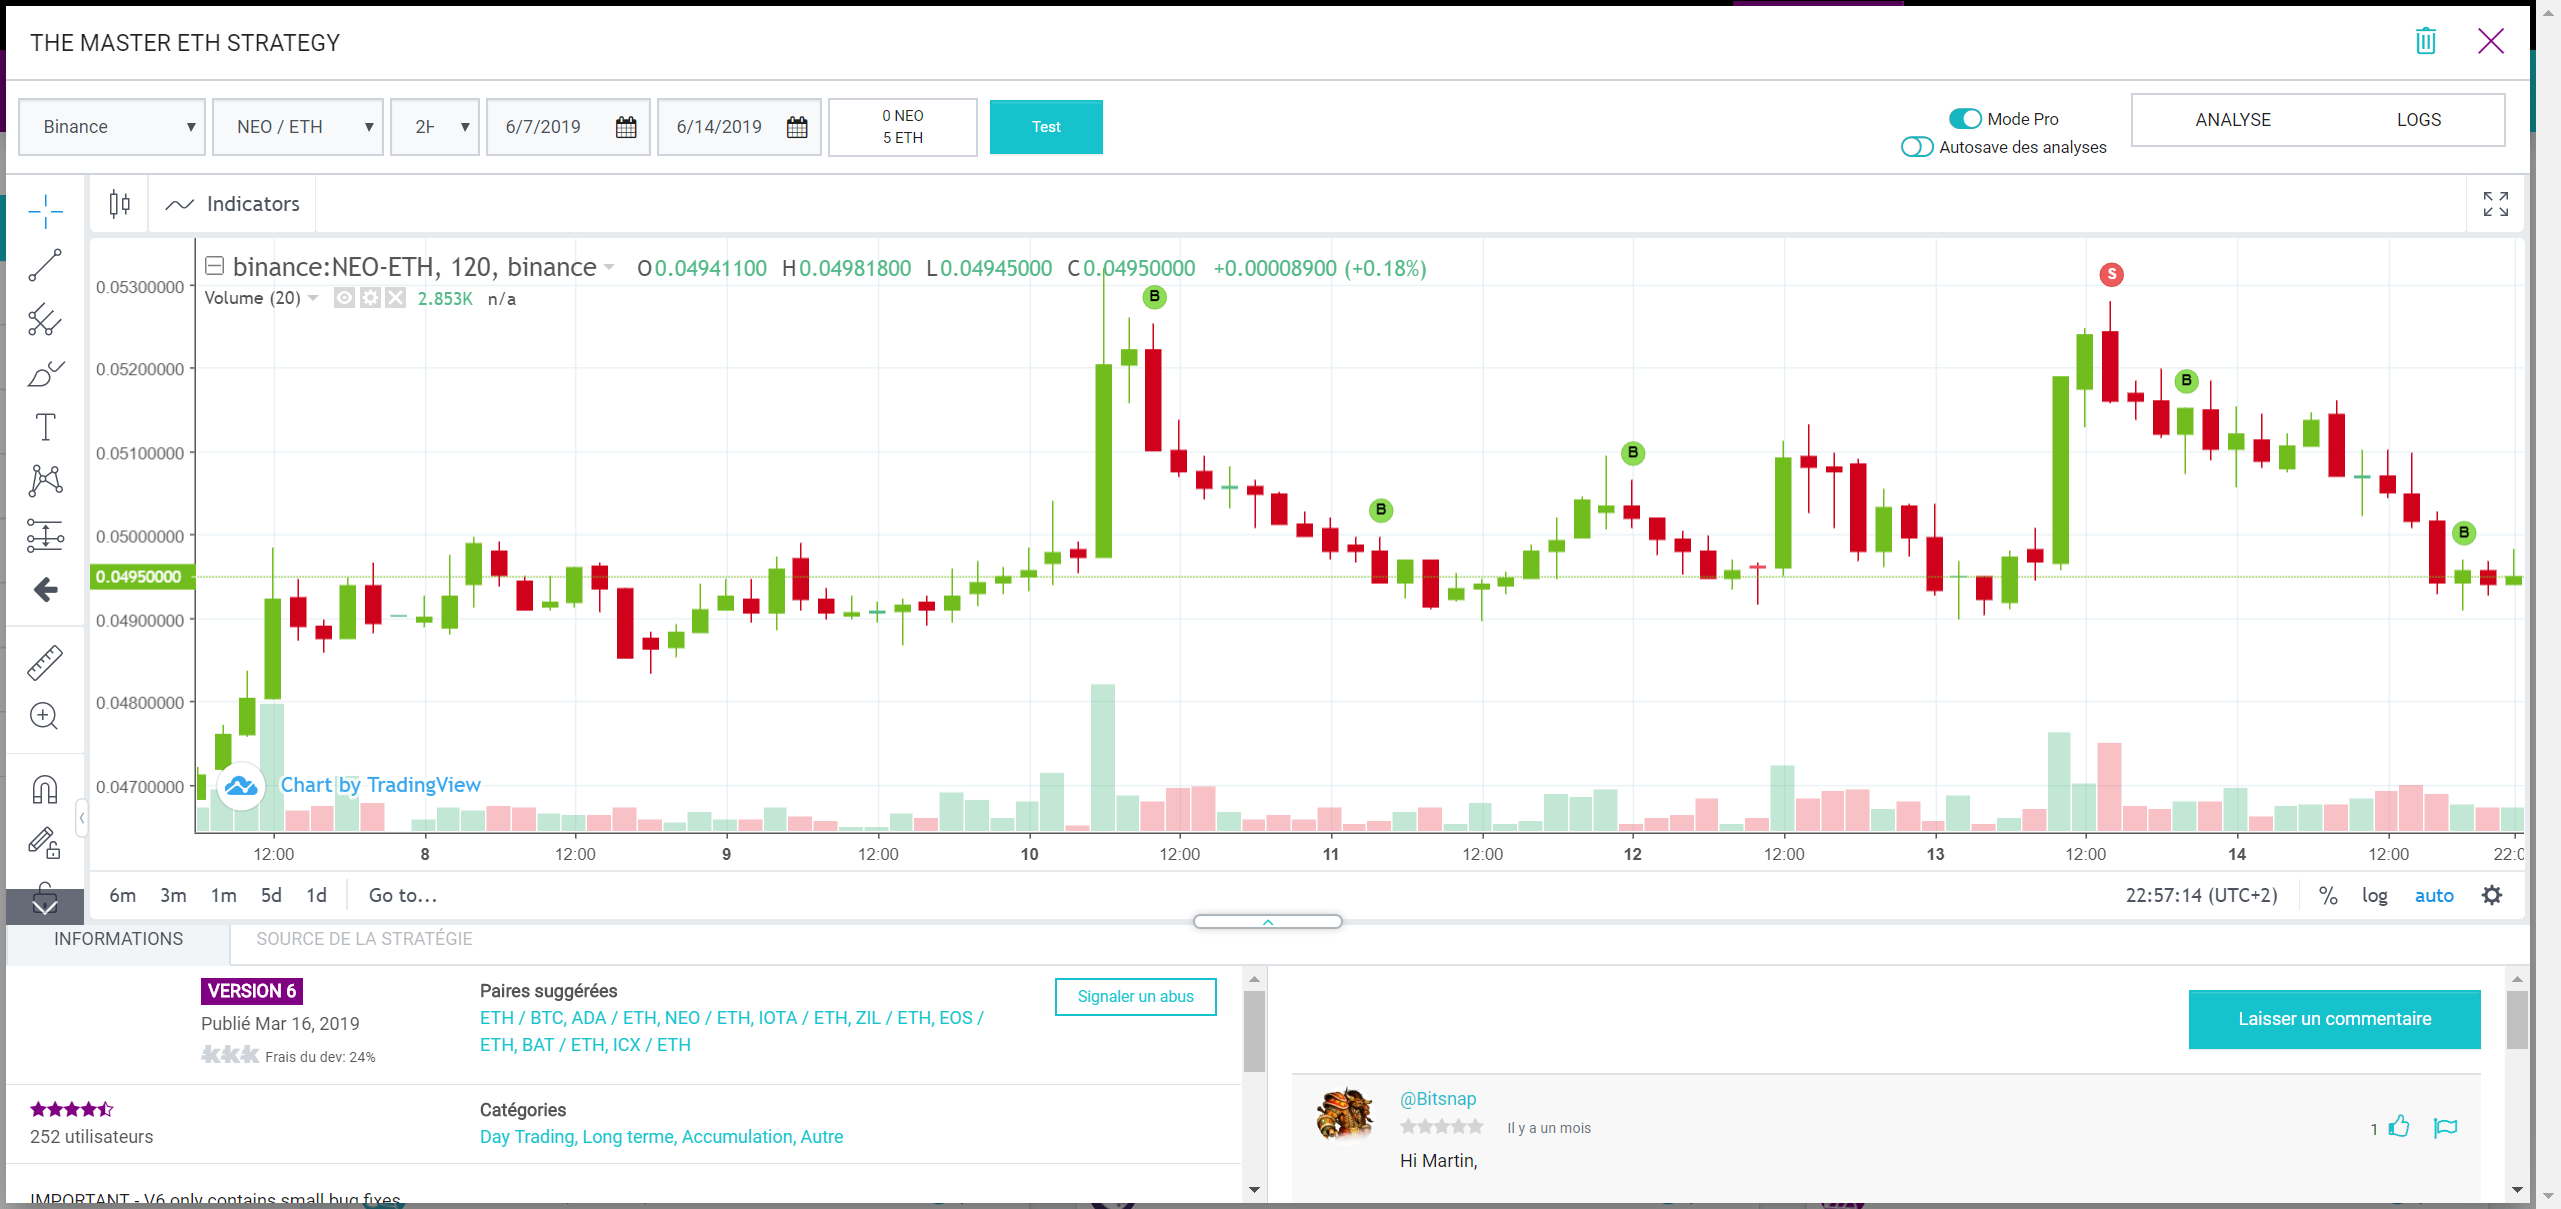 THE MASTER ETH STRATEGY
Binance
NEO / ETH
2H
6/7/2019
6/14/2019
0 NEO
5 ETH
Test
Mode Pro
Autosave des analyses
ANALYSE
LOGS
Indicators
binance:NEO-ETH, 120, binance O0.04941100 H0.04981800 L0.04945000 C0.04950000 +0.00008900 (+0.18%)
Volume (20) 2.853K n/a
0.05300000
0.05200000
0.05100000
0.05000000
0.04950000
0.04900000
0.04800000
0.04700000
B
B
B
S
B
B
Chart by TradingView
12:00 8 12:00 9 12:00 10 12:00 11 12:00 12 12:00 13 12:00 14 12:00 22:0
6m 3m 1m 5d 1d Go to...
22:57:14 (UTC+2) % log auto
INFORMATIONS
SOURCE DE LA STRATÉGIE
VERSION 6
Publié Mar 16, 2019
Frais du dev: 24%
Paires suggérées
ETH / BTC, ADA / ETH, NEO / ETH, IOTA / ETH, ZIL / ETH, EOS /
ETH, BAT / ETH, ICX / ETH
Signaler un abus
252 utilisateurs
Catégories
Day Trading, Long terme, Accumulation, Autre
IMPORTANT - V6 only contains small bug fixes
Laisser un commentaire
@Bitsnap
Il y a un mois
1
Hi Martin,